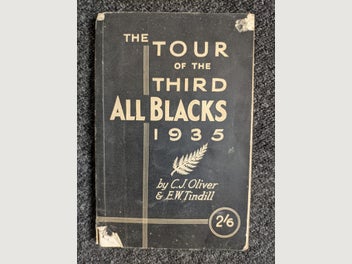 THE TOUR
OF THE
THIRD
ALL BLACKS
1935
by C.J. Oliver
& E.W. Tindill
2/6